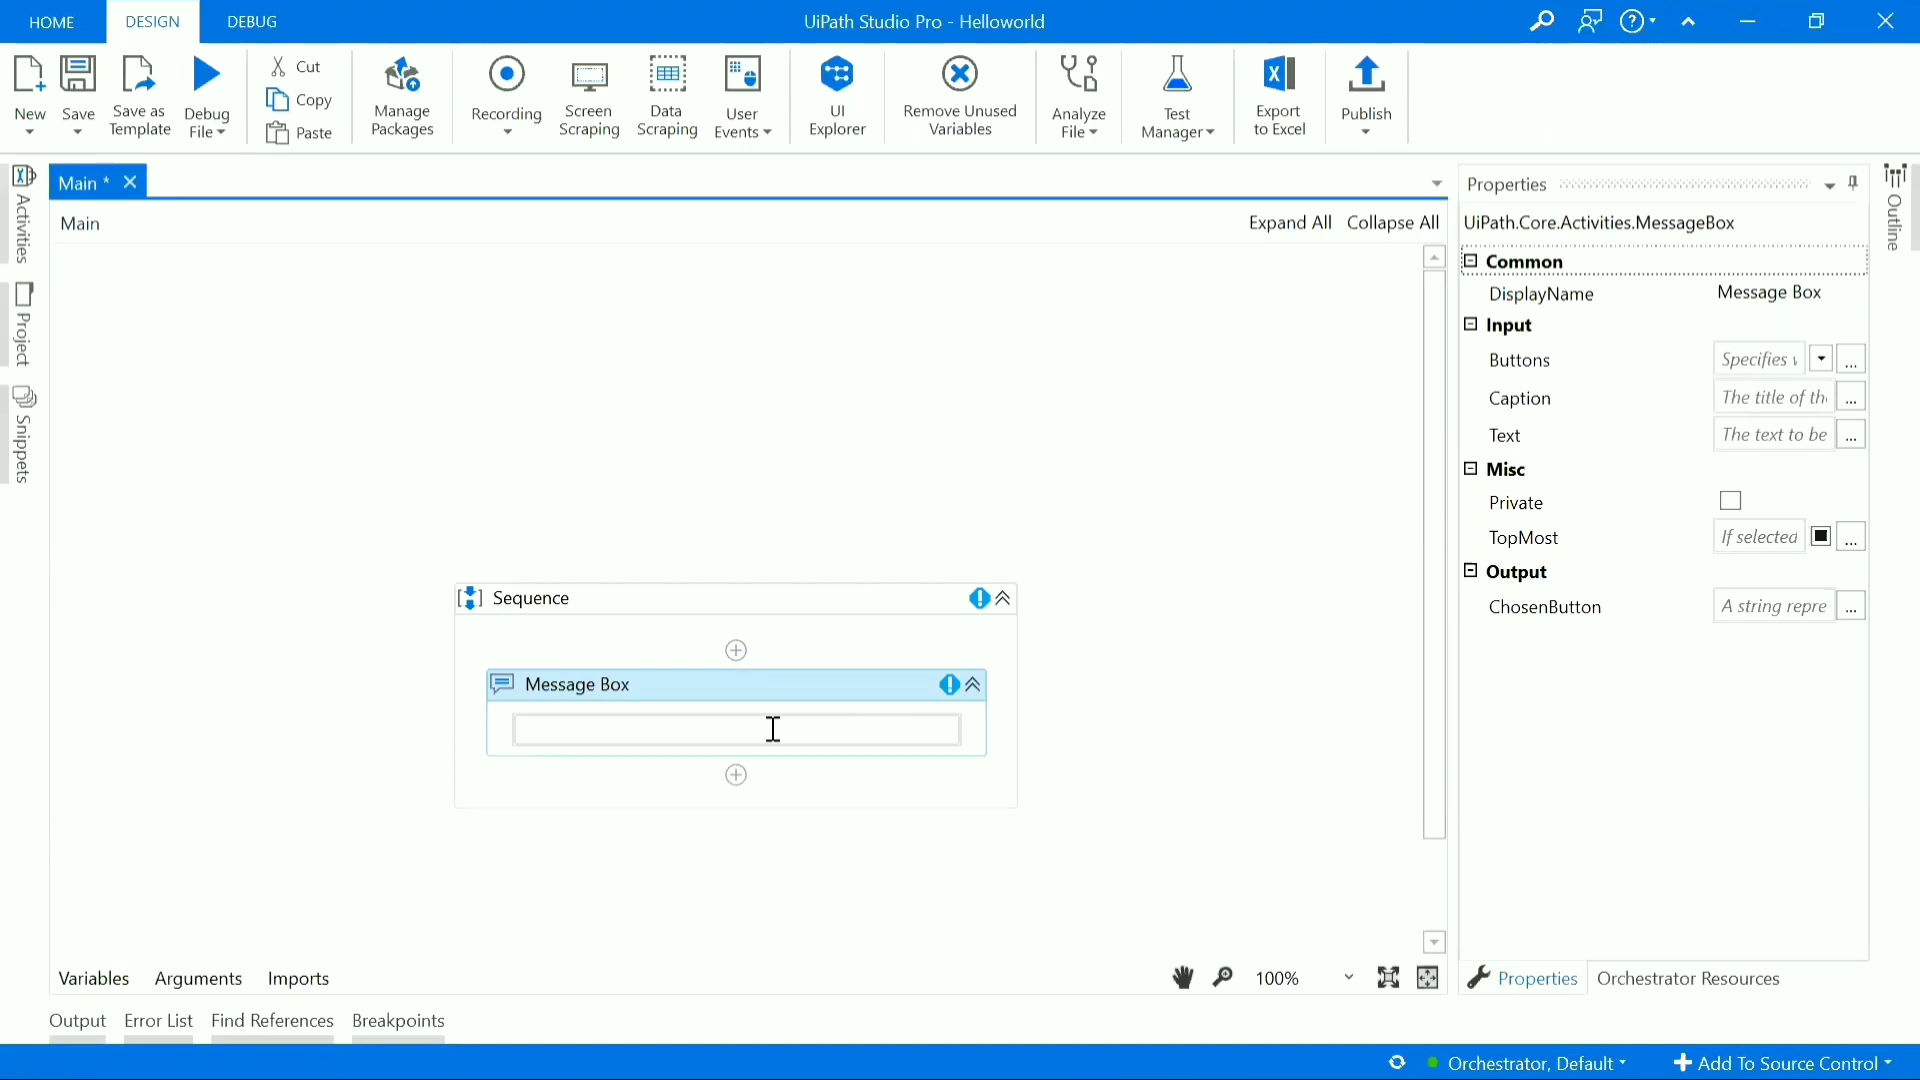 HOME DESIGN DEBUG UiPath Studio Pro - Helloworld
New Save Save as Template Debug File Cut Copy Paste Manage Packages Recording Screen Scraping Data Scraping User Events UI Explorer Remove Unused Variables Analyze File Test Manager Export to Excel Publish
Activities
Project
Snippets
Main *
Main Expand All Collapse All
Sequence
Message Box
Variables Arguments Imports 100%
Properties
UiPath.Core.Activities.MessageBox
Common
DisplayName Message Box
Input
Buttons Specifies
Caption The title of th
Text The text to be
Misc
Private
TopMost If selected
Output
ChosenButton A string repre
Properties Orchestrator Resources
Outline
Output Error List Find References Breakpoints
Orchestrator, Default Add To Source Control